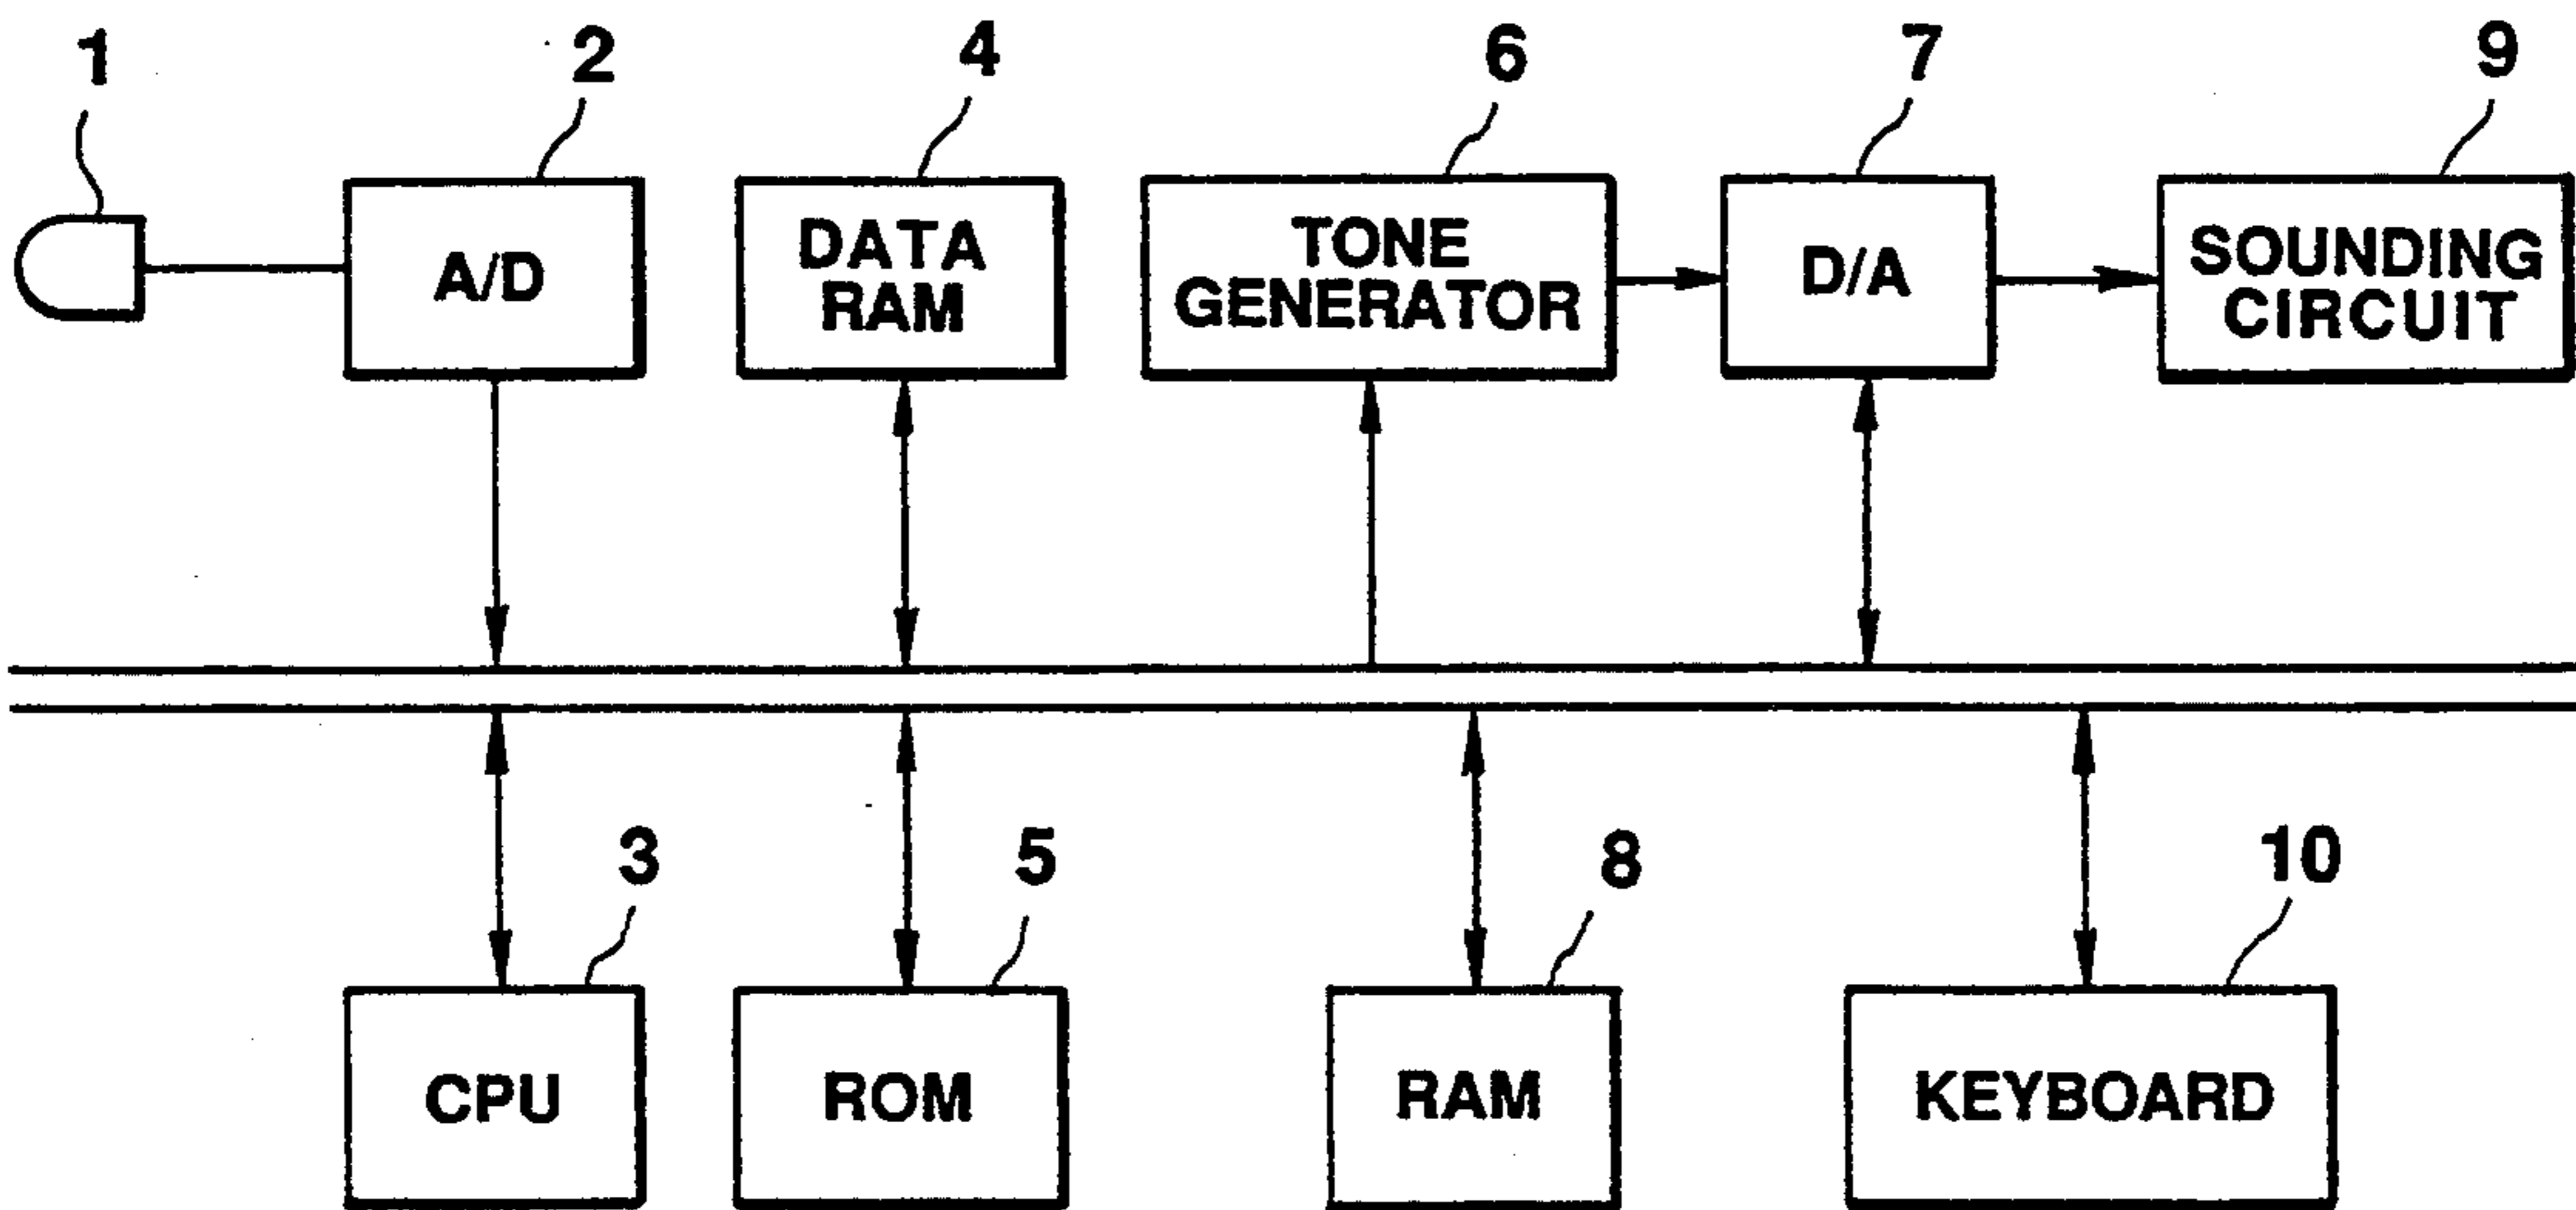 1
2
4
6
7
9
A/D
DATA
RAM
TONE
GENERATOR
D/A
SOUNDING
CIRCUIT
3
5
8
10
CPU
ROM
RAM
KEYBOARD